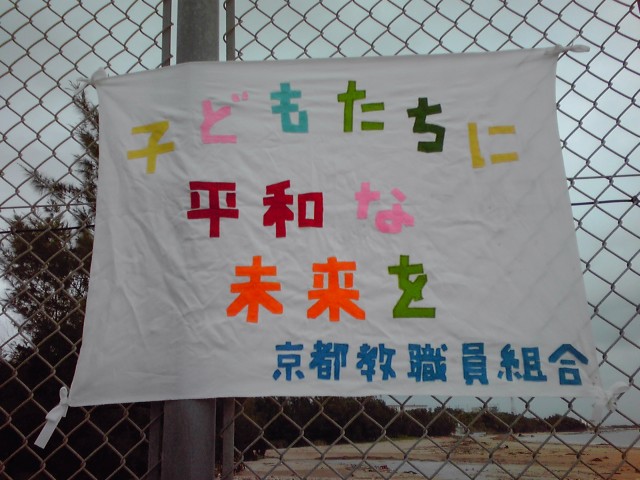 子どもたちに
平和な
未来を
京都教職員組合